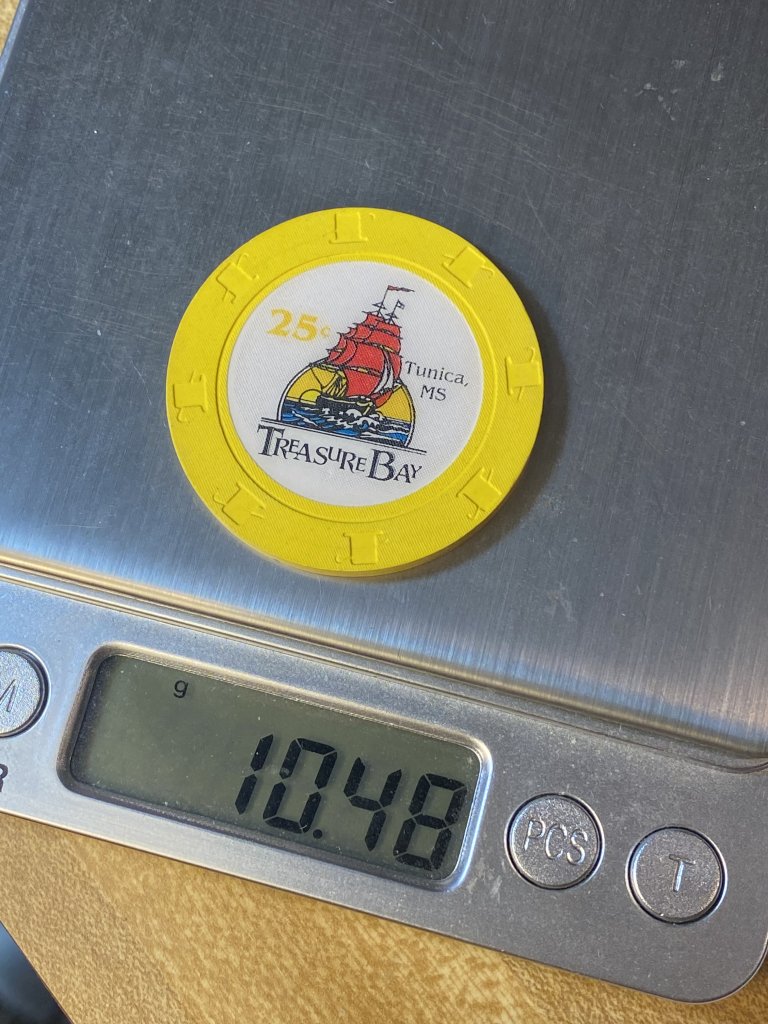 25¢
Tunica,
MS
TREASURE BAY
g
10.48
PCS
T